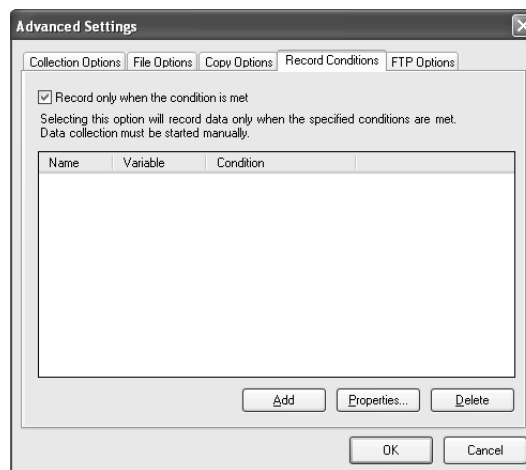 Advanced Settings
Collection Options File Options Copy Options Record Conditions FTP Options
Record only when the condition is met
Selecting this option will record data only when the specified conditions are met.
Data collection must be started manually.
Name Variable Condition
Add Properties... Delete
OK Cancel